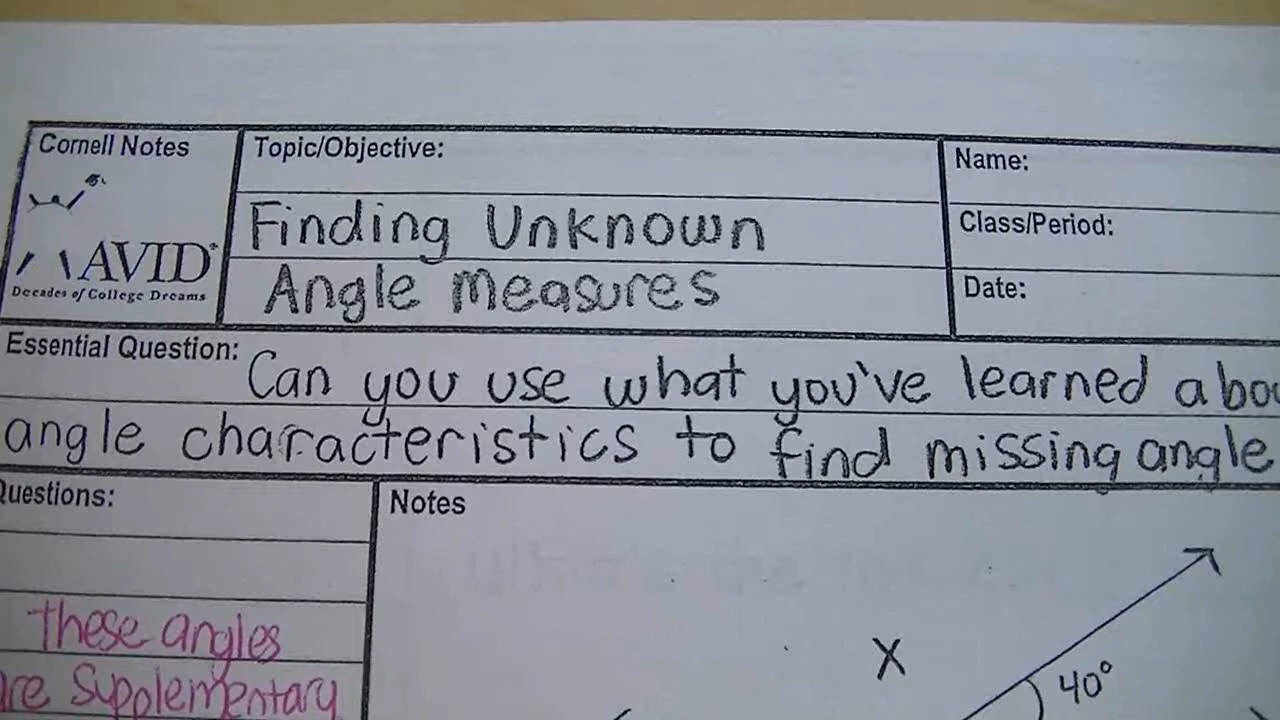 Cornell Notes
AVID
Decades of College Dreams
Topic/Objective:
Finding Unknown
Angle measures
Name:
Class/Period:
Date:
Essential Question: Can you use what you've learned abou
angle characteristics to find missing angle
Questions:
Notes
these angles
are Supplementary
X
40°